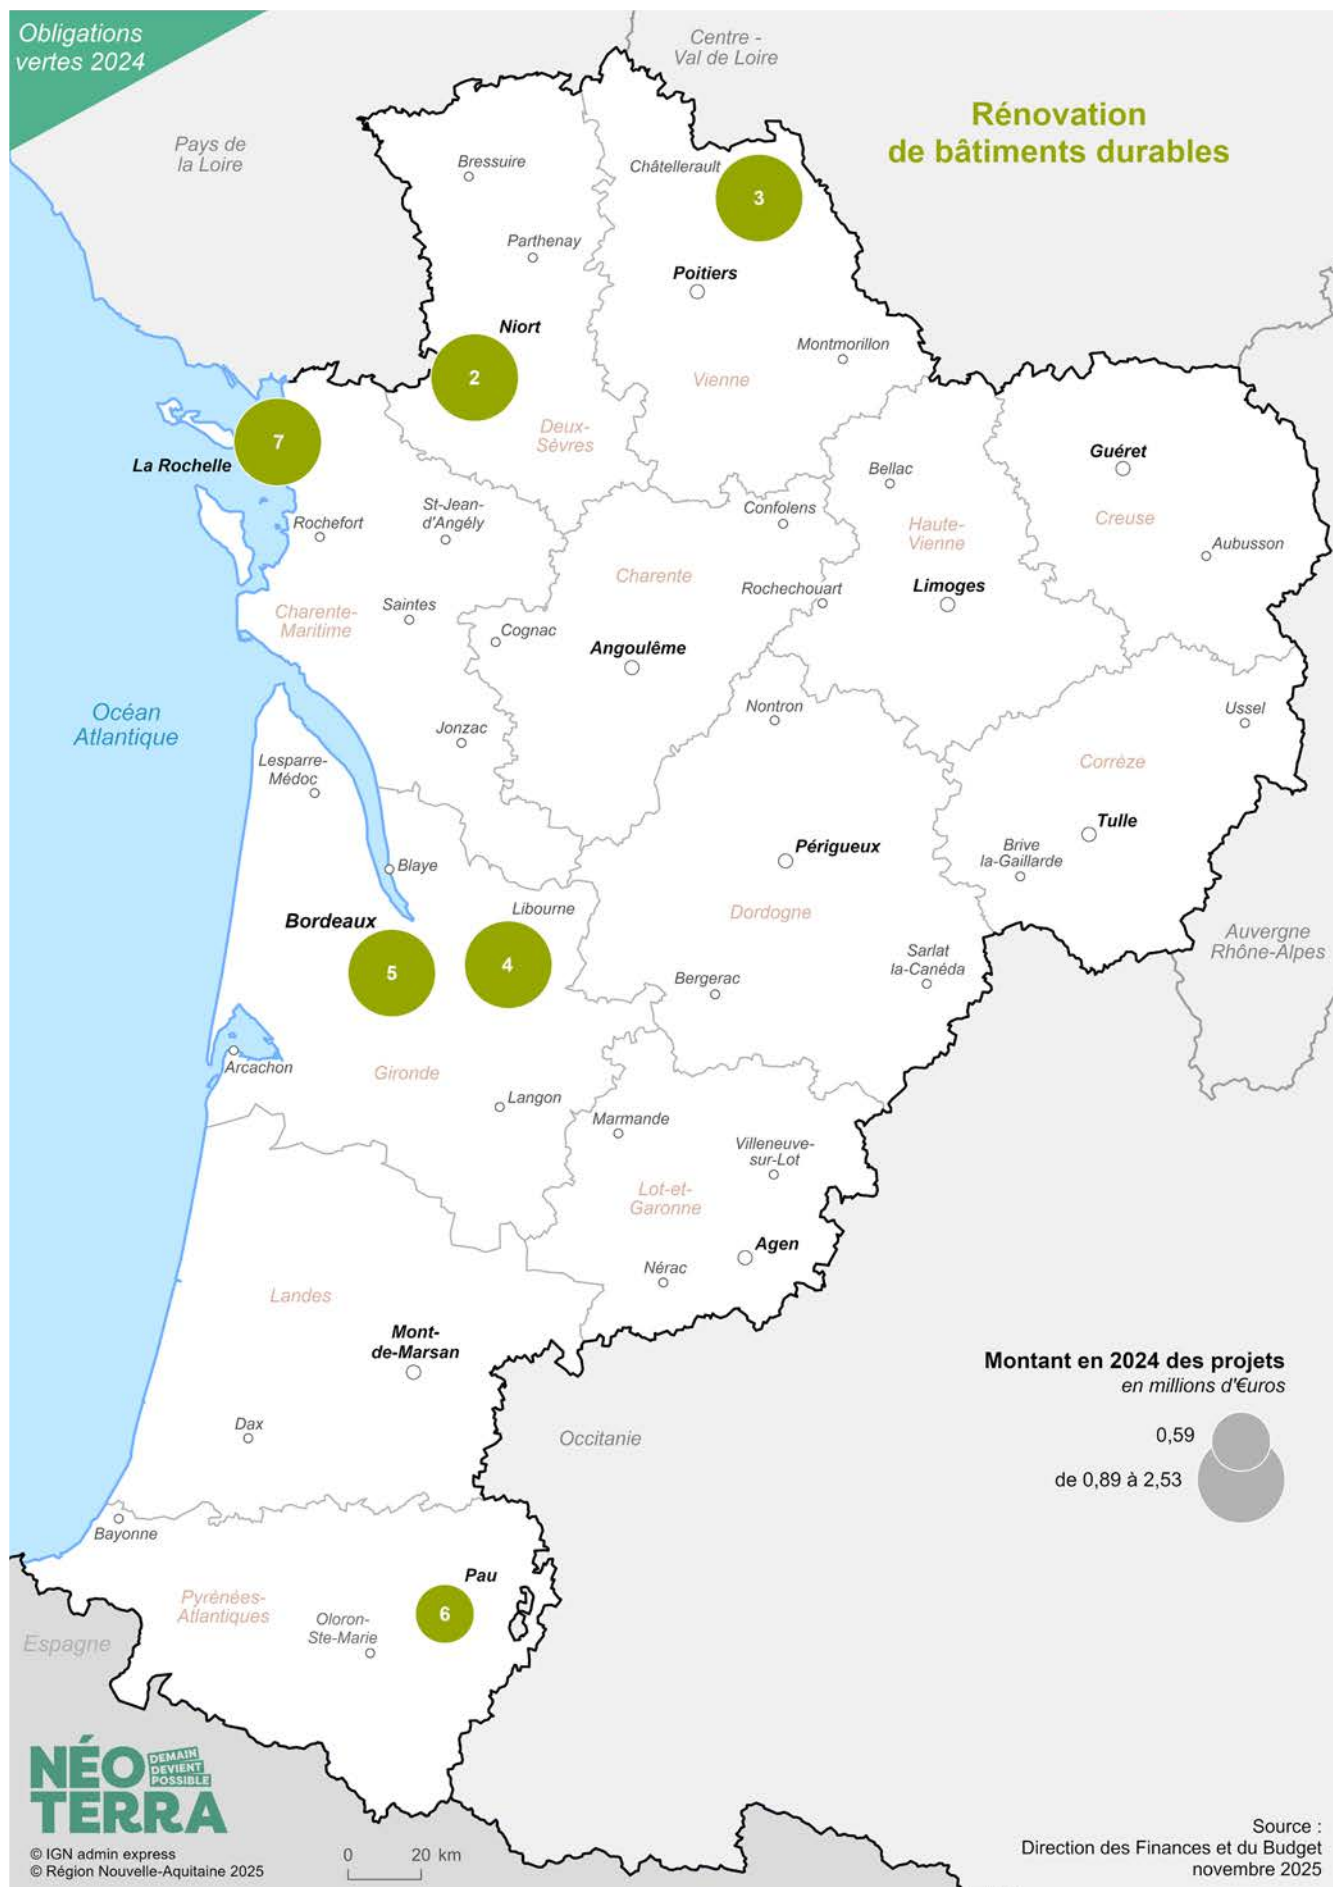 Obligations
vertes 2024
Centre -
Val de Loire
Rénovation
de bâtiments durables
Pays de
la Loire
Bressuire
Châtellerault
3
Parthenay
Poitiers
Niort
Montmorillon
2
Vienne
Deux-
Sèvres
7
La Rochelle
Guéret
Bellac
St-Jean-
d'Angély
Confolens
Rochefort
Haute-
Vienne
Creuse
Aubusson
Charente
Rochechouart
Limoges
Charente-
Maritime
Saintes
Cognac
Angoulême
Océan
Atlantique
Nontron
Ussel
Jonzac
Lesparre-
Médoc
Corrèze
Tulle
Périgueux
Brive
la-Gaillarde
Blaye
Libourne
Dordogne
Bordeaux
Auvergne
Rhône-Alpes
5
4
Sarlat
la-Canéda
Bergerac
Arcachon
Gironde
Langon
Marmande
Villeneuve-
sur-Lot
Lot-et-
Garonne
Agen
Nérac
Landes
Mont-
de-Marsan
Montant en 2024 des projets
en millions d'€uros
0,59
de 0,89 à 2,53
Dax
Occitanie
Bayonne
Pau
Pyrénées-
Atlantiques
6
Oloron-
Ste-Marie
Espagne
NÉO
TERRA
DEMAIN
DEVIENT
POSSIBLE
© IGN admin express
© Région Nouvelle-Aquitaine 2025
0 20 km
Source :
Direction des Finances et du Budget
novembre 2025